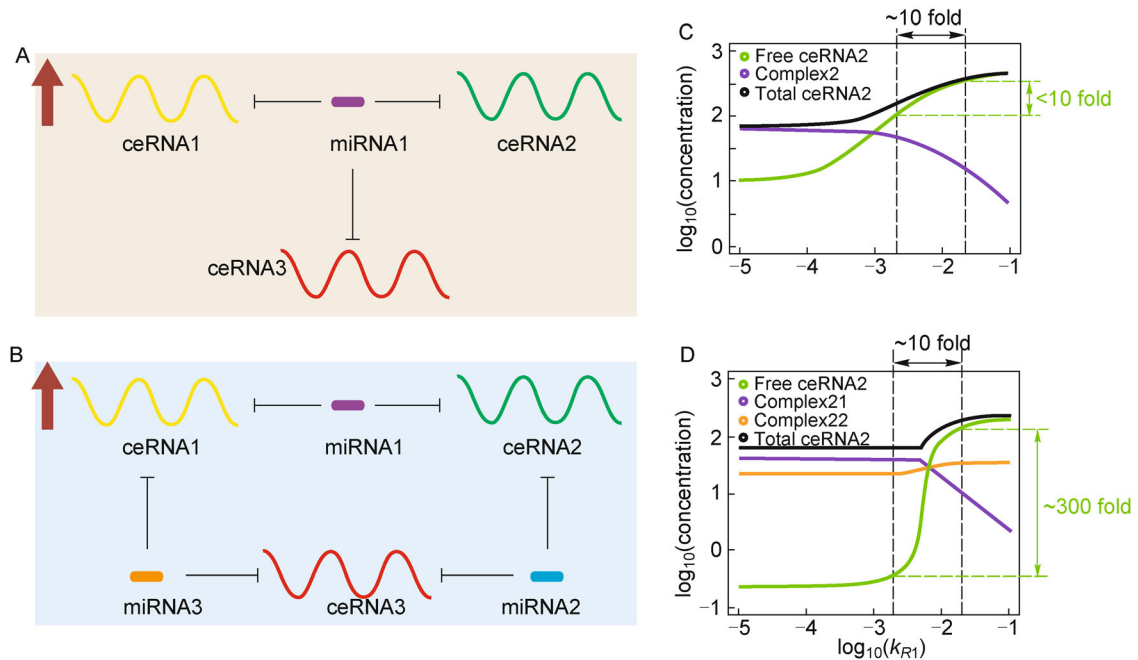 A
ceRNA1
miRNA1
ceRNA2
ceRNA3
B
ceRNA1
miRNA1
ceRNA2
miRNA3
ceRNA3
miRNA2
C
~10 fold
Free ceRNA2
Complex2
Total ceRNA2
<10 fold
log10(concentration)
3
2
1
0
−5
−4
−3
−2
−1
D
~10 fold
Free ceRNA2
Complex21
Complex22
Total ceRNA2
~300 fold
log10(concentration)
3
2
1
0
−1
−5
−4
−3
−2
−1
log10(kR1)